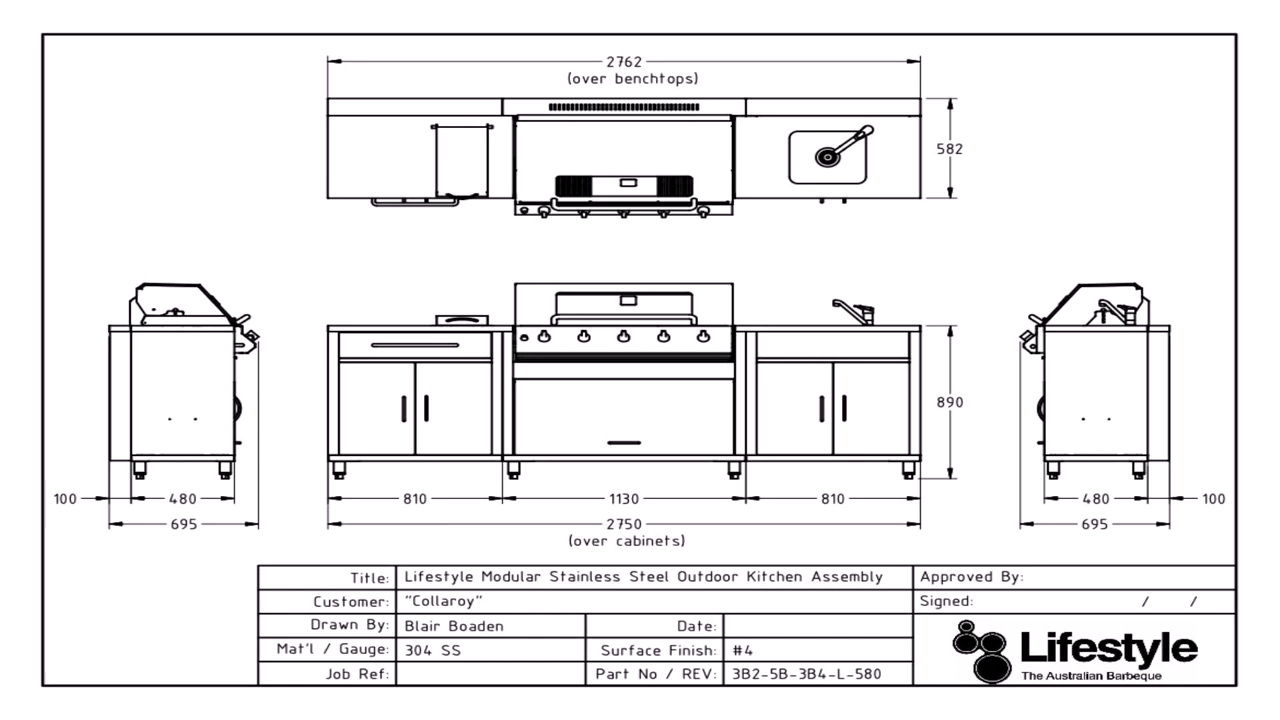 2762
(over benchtops)
582
890
100 480
695
810 1130 810
2750
(over cabinets)
480 100
695
Title: Lifestyle Modular Stainless Steel Outdoor Kitchen Assembly
Approved By:
Customer: "Collaroy"
Signed: / /
Drawn By: Blair Boaden
Date:
Mat'l / Gauge: 304 SS
Surface Finish: #4
Job Ref:
Part No / REV: 3B2-5B-3B4-L-580
Lifestyle
The Australian Barbeque